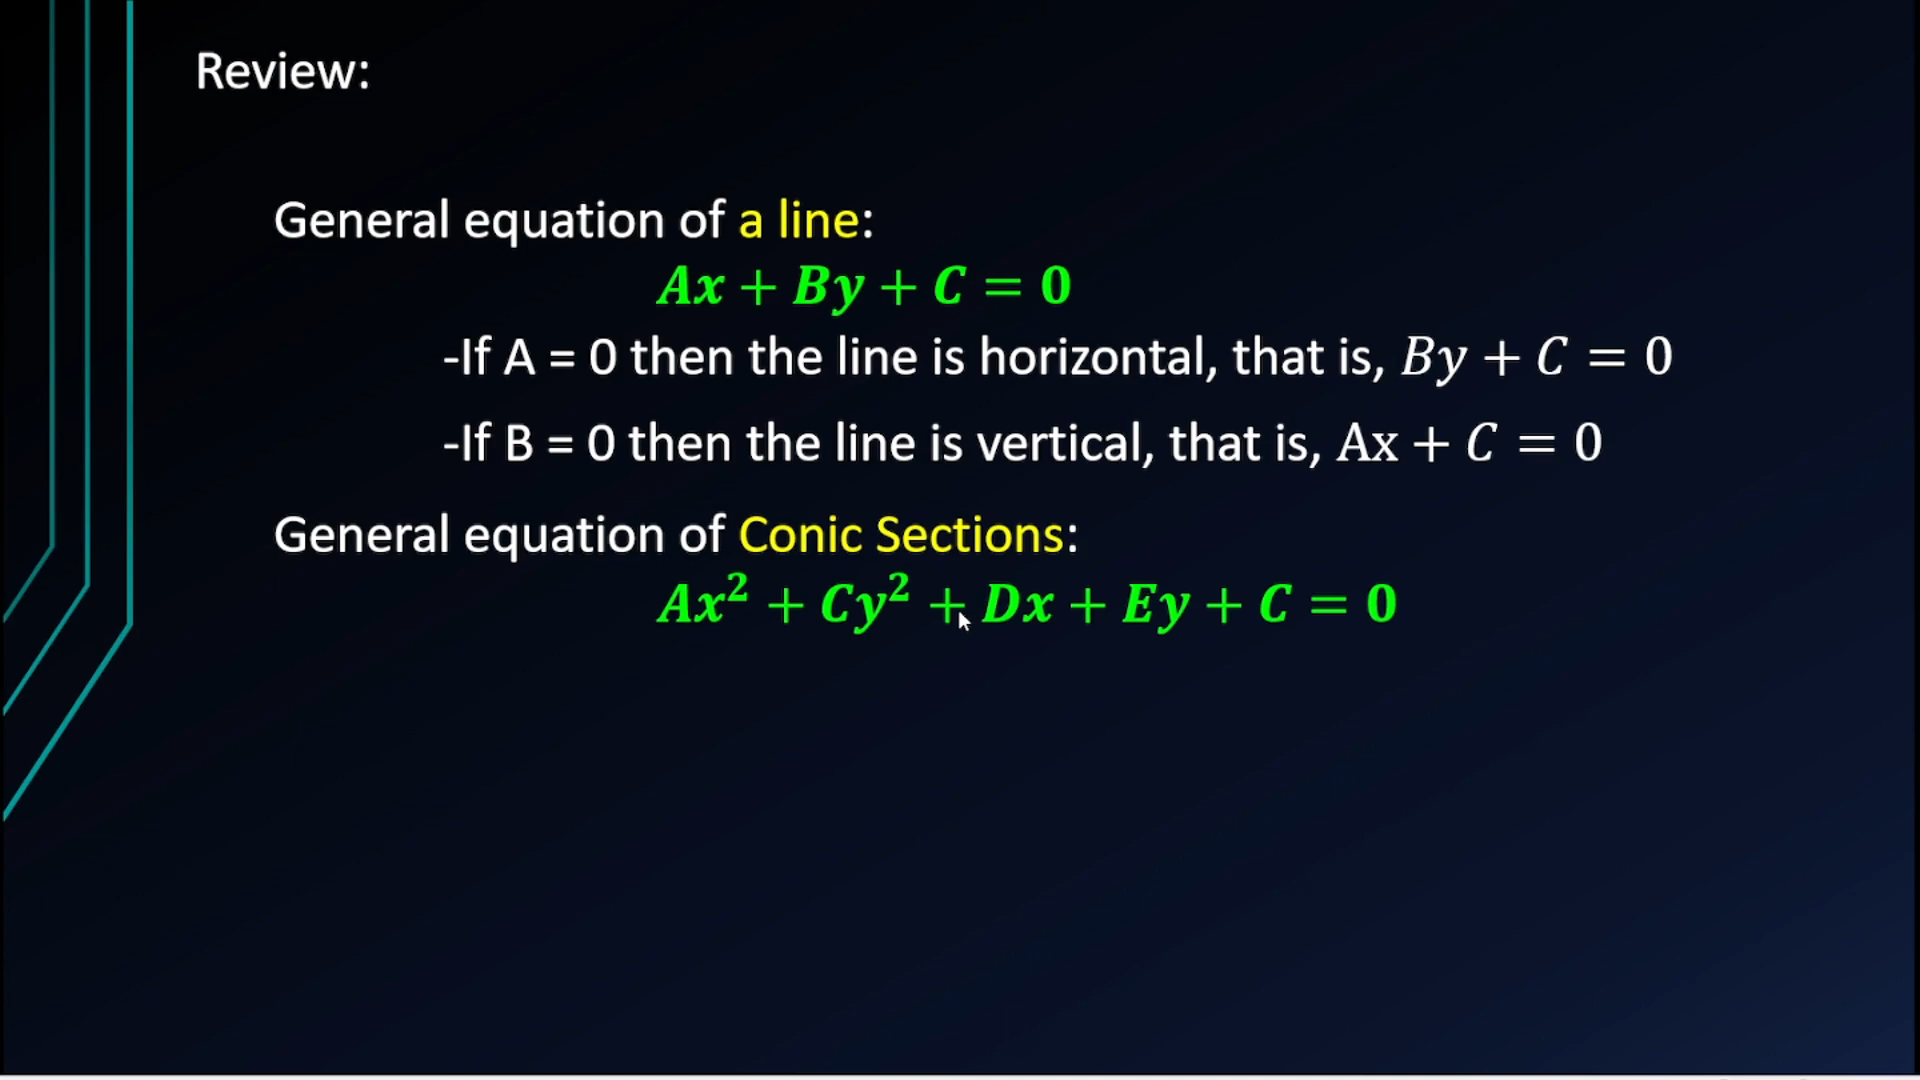 Review:
General equation of a line:
Ax + By + C = 0
-If A = 0 then the line is horizontal, that is, By + C = 0
-If B = 0 then the line is vertical, that is, Ax + C = 0
General equation of Conic Sections:
Ax² + Cy² + Dx + Ey + C = 0